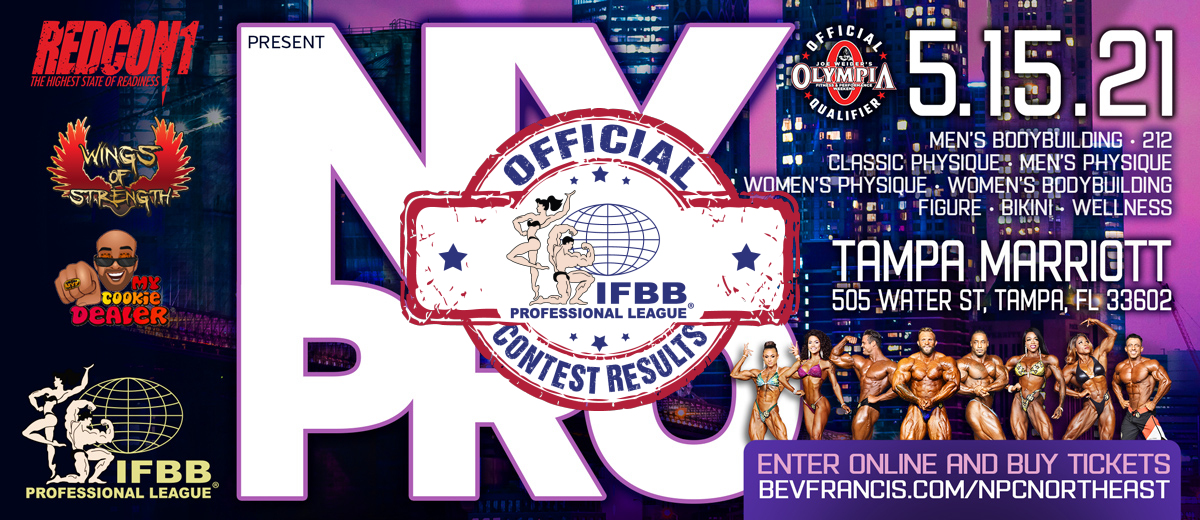 REDCON1
THE HIGHEST STATE OF READINESS
WINGS
OF
STRENGTH
MY
COOKIE
DEALER
IFBB
PROFESSIONAL LEAGUE®
PRESENT
NY
PRO
OFFICIAL
IFBB
PROFESSIONAL LEAGUE®
CONTEST RESULTS
OFFICIAL
JOE WEIDER'S
OLYMPIA
FITNESS & PERFORMANCE
WEEKEND
QUALIFIER
5.15.21
MEN'S BODYBUILDING · 212
CLASSIC PHYSIQUE · MEN'S PHYSIQUE
WOMEN'S PHYSIQUE · WOMEN'S BODYBUILDING
FIGURE · BIKINI · WELLNESS
TAMPA MARRIOTT
505 WATER ST, TAMPA, FL 33602
ENTER ONLINE AND BUY TICKETS
BEVFRANCIS.COM/NPCNORTHEAST